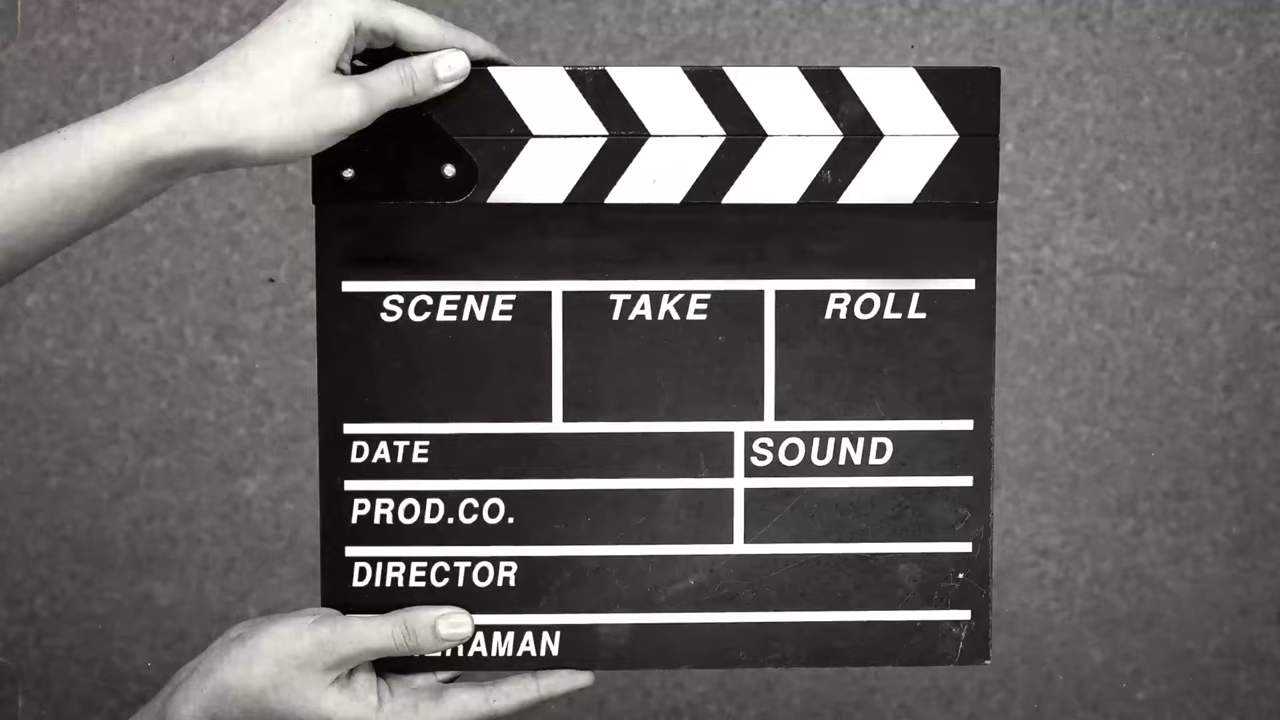 SCENE TAKE ROLL
DATE SOUND
PROD.CO.
DIRECTOR